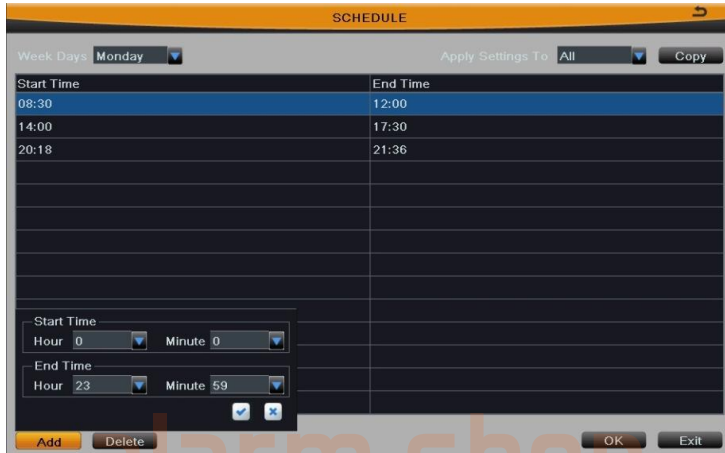 SCHEDULE
Week Days Monday Apply Settings To All Copy
Start Time End Time
08:30 12:00
14:00 17:30
20:18 21:36
Start Time
Hour 0 Minute 0
End Time
Hour 23 Minute 59
Add Delete OK Exit